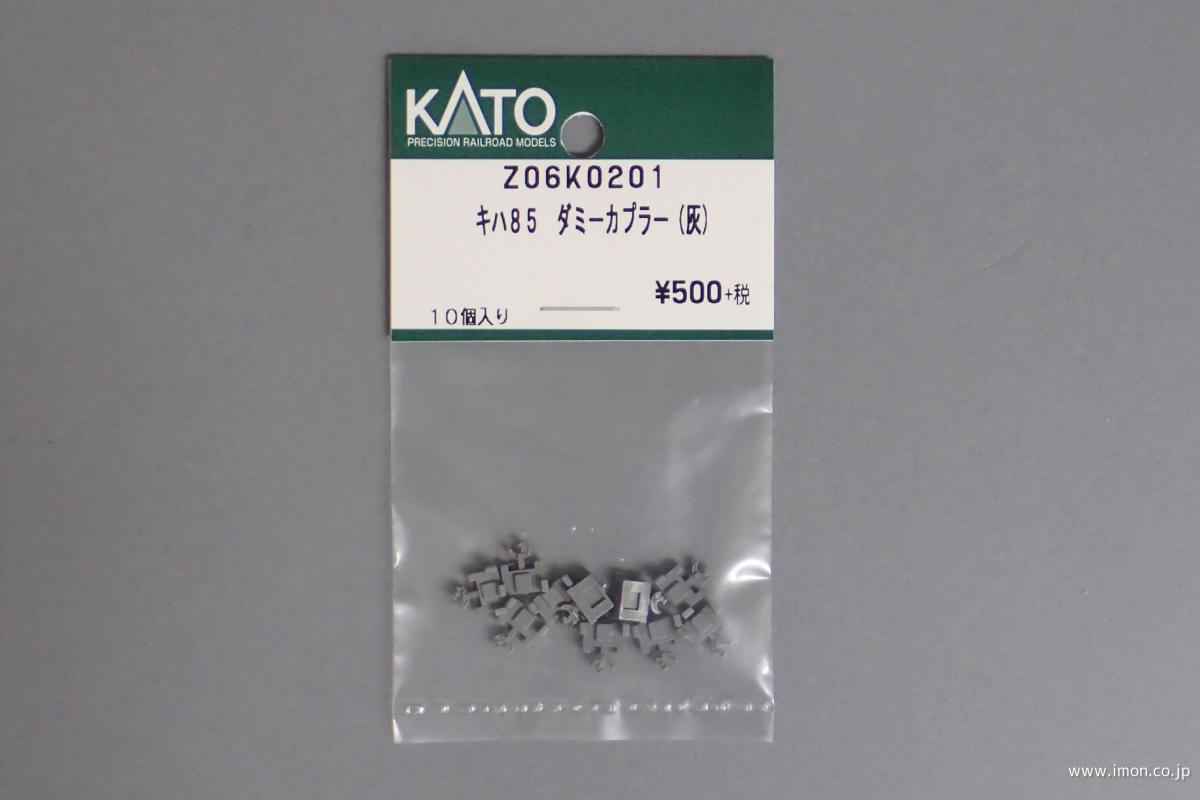 KATO
PRECISION RAILROAD MODELS
Z06K0201
キハ85 ダミーカプラー(灰)
¥500+税
10個入り
www.imon.co.jp